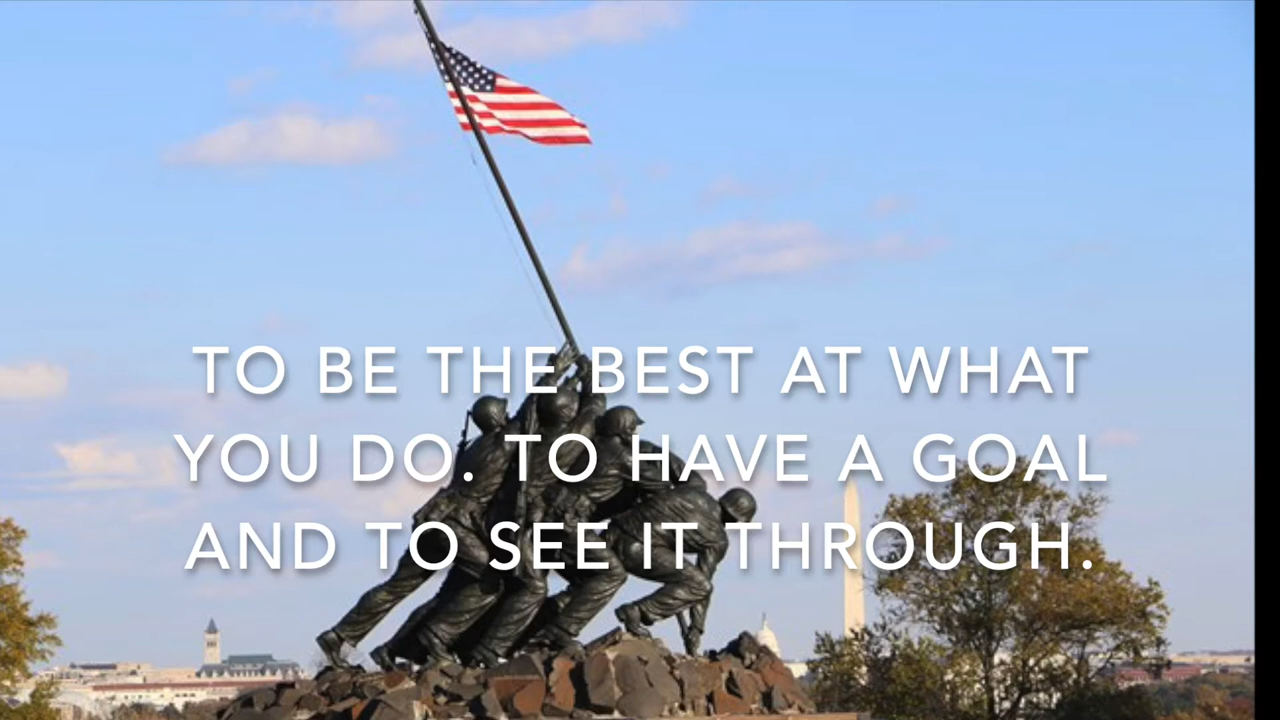 TO BE THE BEST AT WHAT
YOU DO. TO HAVE A GOAL
AND TO SEE IT THROUGH.